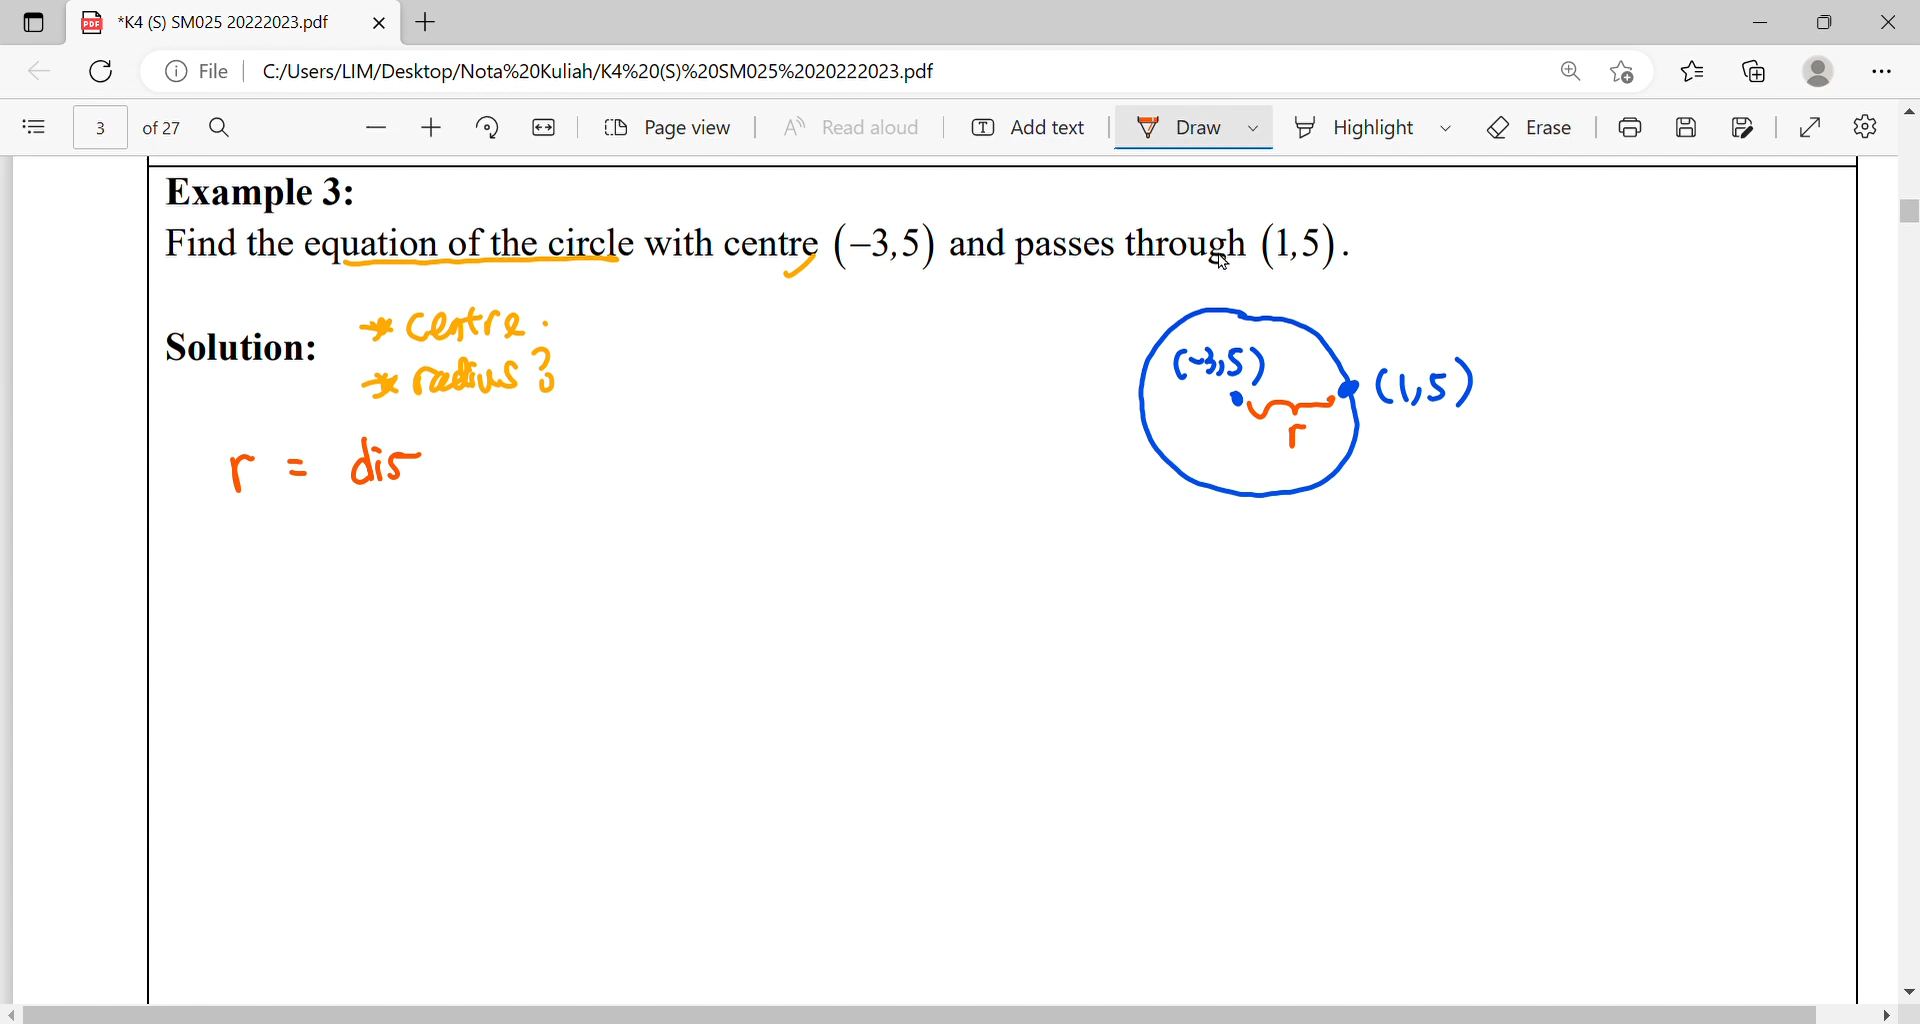 *K4 (S) SM025 20222023.pdf
File
C:/Users/LIM/Desktop/Nota%20Kuliah/K4%20(S)%20SM025%2020222023.pdf
3 of 27
Page view
Read aloud
Add text
Draw
Highlight
Erase
Example 3:
Find the equation of the circle with centre (−3,5) and passes through (1,5).
Solution:
* centre .
* radius ?
(-3,5)
(1,5)
r
r = dis